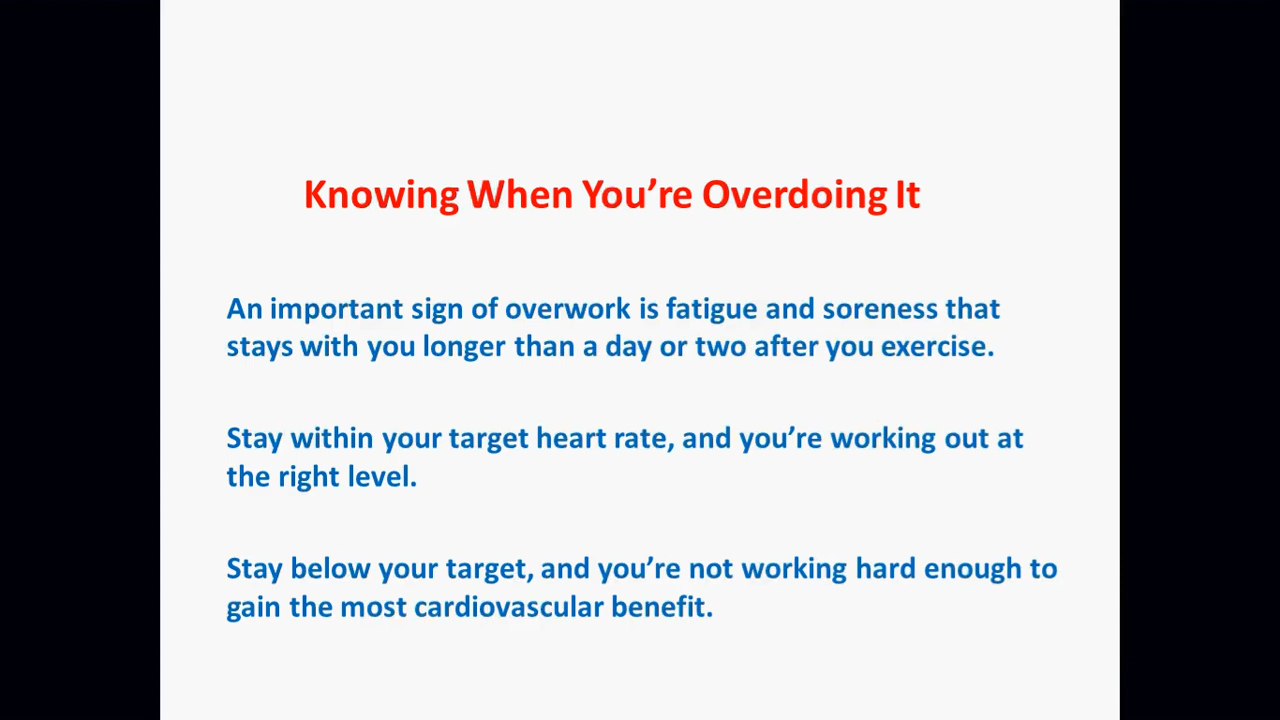 Knowing When You’re Overdoing It
An important sign of overwork is fatigue and soreness that
stays with you longer than a day or two after you exercise.
Stay within your target heart rate, and you’re working out at
the right level.
Stay below your target, and you’re not working hard enough to
gain the most cardiovascular benefit.